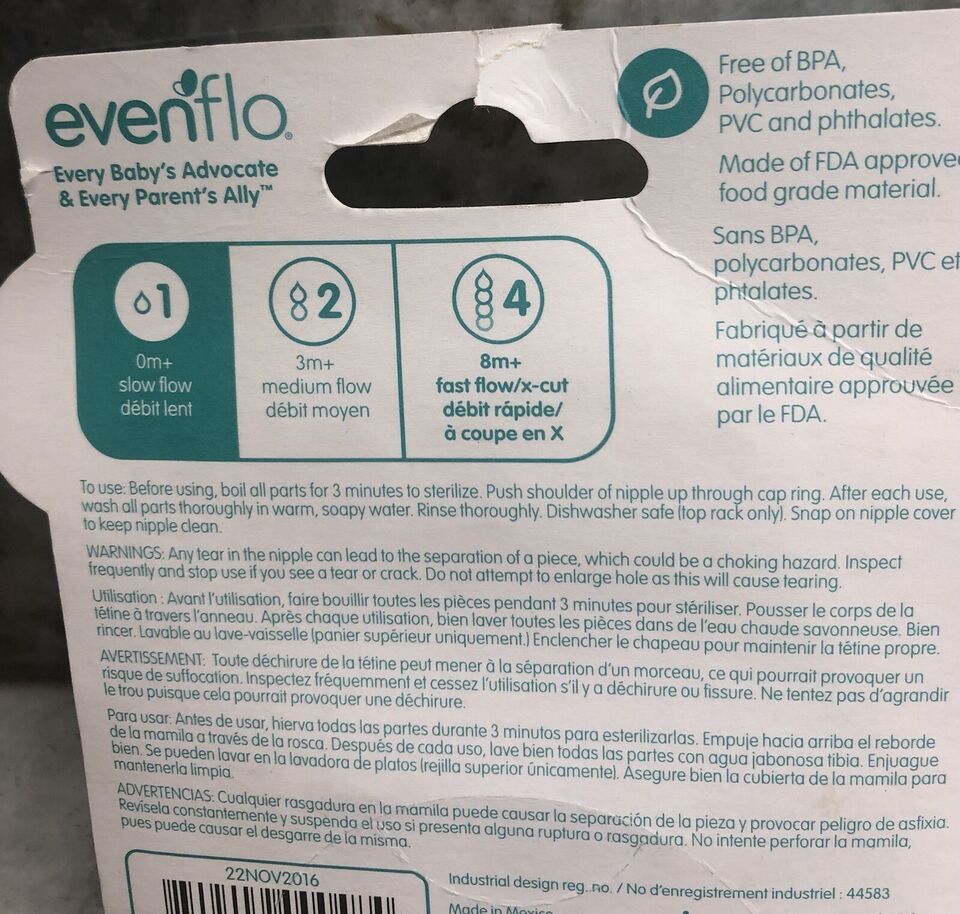 evenflo®
Every Baby's Advocate
& Every Parent's Ally™
Free of BPA,
Polycarbonates,
PVC and phthalates.
Made of FDA approve
food grade material.
Sans BPA,
polycarbonates, PVC et
phtalates.
Fabriqué à partir de
matériaux de qualité
alimentaire approuvée
par le FDA.
1
0m+
slow flow
débit lent
2
3m+
medium flow
débit moyen
4
8m+
fast flow/x-cut
débit rápide/
à coupe en X
To use: Before using, boil all parts for 3 minutes to sterilize. Push shoulder of nipple up through cap ring. After each use,
wash all parts thoroughly in warm, soapy water. Rinse thoroughly. Dishwasher safe (top rack only). Snap on nipple cover
to keep nipple clean.
WARNINGS: Any tear in the nipple can lead to the separation of a piece, which could be a choking hazard. Inspect
frequently and stop use if you see a tear or crack. Do not attempt to enlarge hole as this will cause tearing.
Utilisation : Avant l'utilisation, faire bouillir toutes les pièces pendant 3 minutes pour stériliser. Pousser le corps de la
tétine à travers l'anneau. Après chaque utilisation, bien laver toutes les pièces dans de l'eau chaude savonneuse. Bien
rincer. Lavable au lave-vaisselle (panier supérieur uniquement.) Enclencher le chapeau pour maintenir la tétine propre.
AVERTISSEMENT: Toute déchirure de la tétine peut mener à la séparation d'un morceau, ce qui pourrait provoquer un
risque de suffocation. Inspectez fréquemment et cessez l'utilisation s'il y a déchirure ou fissure. Ne tentez pas d'agrandir
le trou puisque cela pourrait provoquer une déchirure.
Para usar: Antes de usar, hierva todas las partes durante 3 minutos para esterilizarlas. Empuje hacia arriba el reborde
de la mamila a través de la rosca. Después de cada uso, lave bien todas las partes con agua jabonosa tibia. Enjuague
bien. Se pueden lavar en la lavadora de platos (rejilla superior únicamente). Asegure bien la cubierta de la mamila para
mantenerla limpia.
ADVERTENCIAS: Cualquier rasgadura en la mamila puede causar la separación de la pieza y provocar peligro de asfixia.
Revísela constantemente y suspenda el uso si presenta alguna ruptura o rasgadura. No intente perforar la mamila,
pues puede causar el desgarre de la misma.
22NOV2016
Industrial design reg. no. / No d'enregistrement industriel : 44583
Made in Mexico